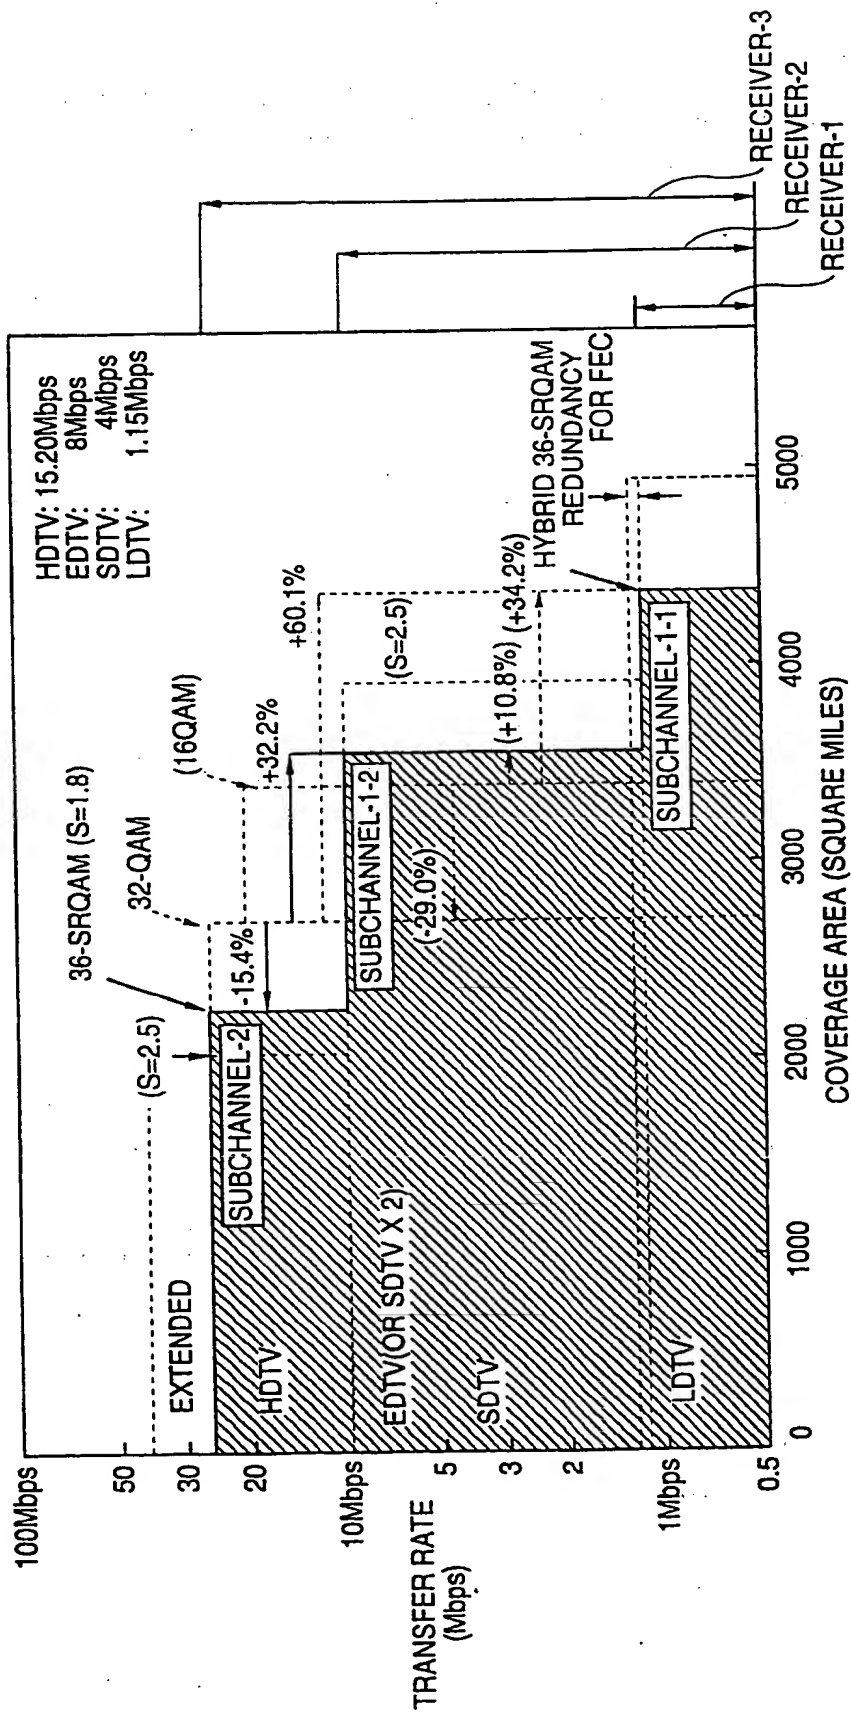 HDTV: 15.20Mbps
EDTV: 8Mbps
SDTV: 4Mbps
LDTV: 1.15Mbps
36-SRQAM (S=1.8)
32-QAM
(16QAM)
(S=2.5)
-15.4%
+32.2%
+60.1%
(S=2.5)
(-29.0%)
(+10.8%)
(+34.2%)
HYBRID 36-SRQAM
REDUNDANCY
FOR FEC
SUBCHANNEL-2
SUBCHANNEL-1-2
SUBCHANNEL-1-1
EXTENDED
HDTV
EDTV(OR SDTV X 2)
SDTV
LDTV
100Mbps
50
30
20
10Mbps
5
3
2
1Mbps
0.5
TRANSFER RATE
(Mbps)
0
1000
2000
3000
4000
5000
COVERAGE AREA (SQUARE MILES)
RECEIVER-3
RECEIVER-2
RECEIVER-1